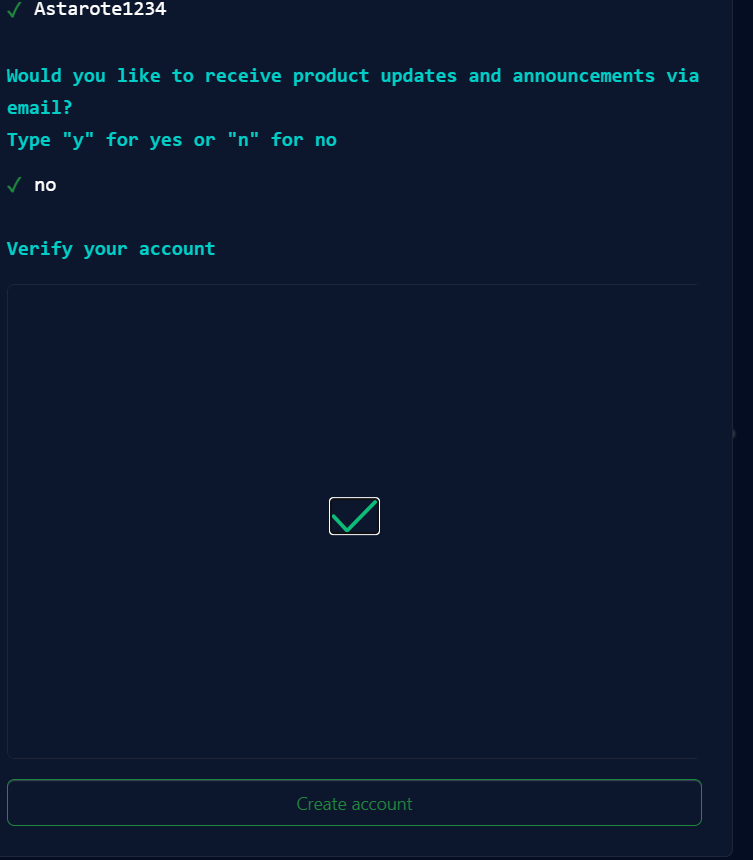 Astarote1234
Would you like to receive product updates and announcements via
email?
Type "y" for yes or "n" for no
no
Verify your account
Create account